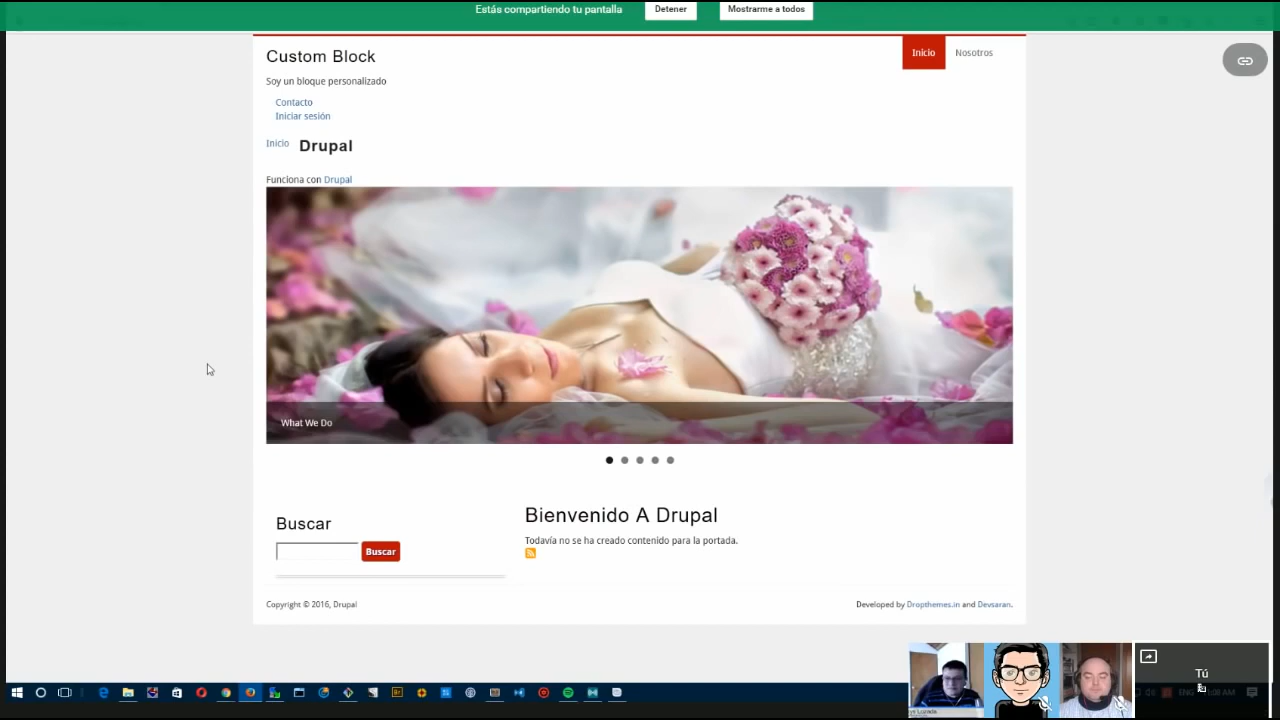 Estás compartiendo tu pantalla
Detener
Mostrarme a todos
Custom Block
Inicio
Nosotros
Soy un bloque personalizado
Contacto
Iniciar sesión
Inicio
Drupal
Funciona con Drupal
What We Do
Buscar
Buscar
Bienvenido A Drupal
Todavía no se ha creado contenido para la portada.
Copyright © 2016, Drupal
Developed by Dropthemes.in and Devsaran.
Tú